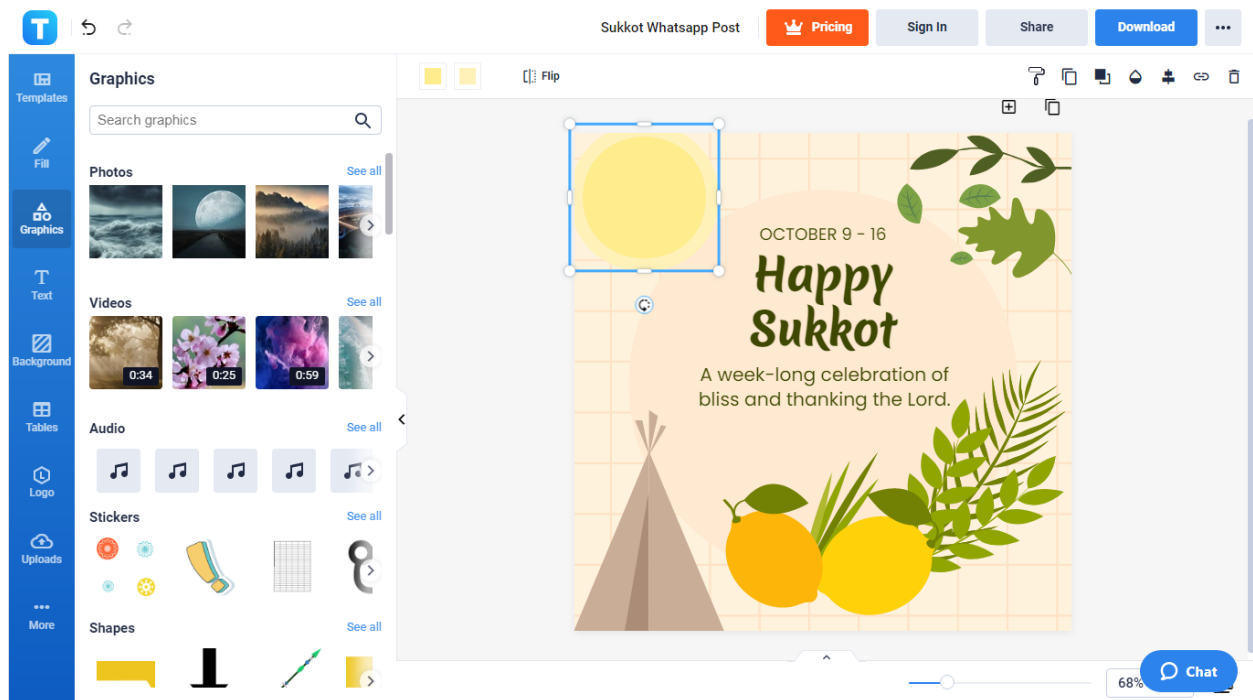 T
Sukkot Whatsapp Post
Pricing
Sign In
Share
Download
Templates
Fill
Graphics
Text
Background
Tables
Logo
Uploads
More
Graphics
Search graphics
Photos
See all
Videos
See all
0:34
0:25
0:59
Audio
See all
Stickers
See all
Shapes
See all
Flip
OCTOBER 9 - 16
Happy
Sukkot
A week-long celebration of
bliss and thanking the Lord.
68%
Chat